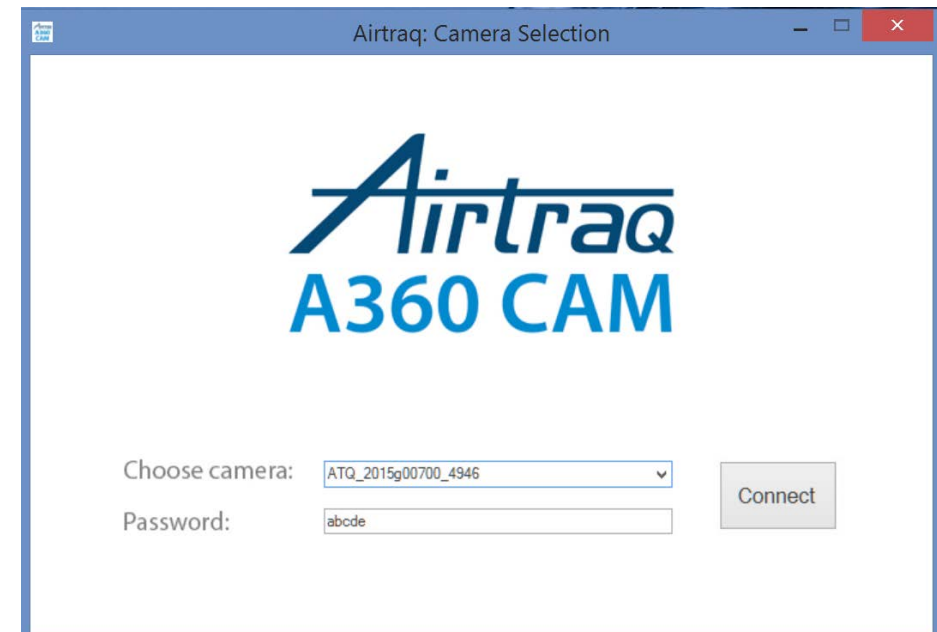 Airtraq: Camera Selection
Airtraq
A360 CAM
Choose camera: ATQ_2015g00700_4946
Password: abcde
Connect